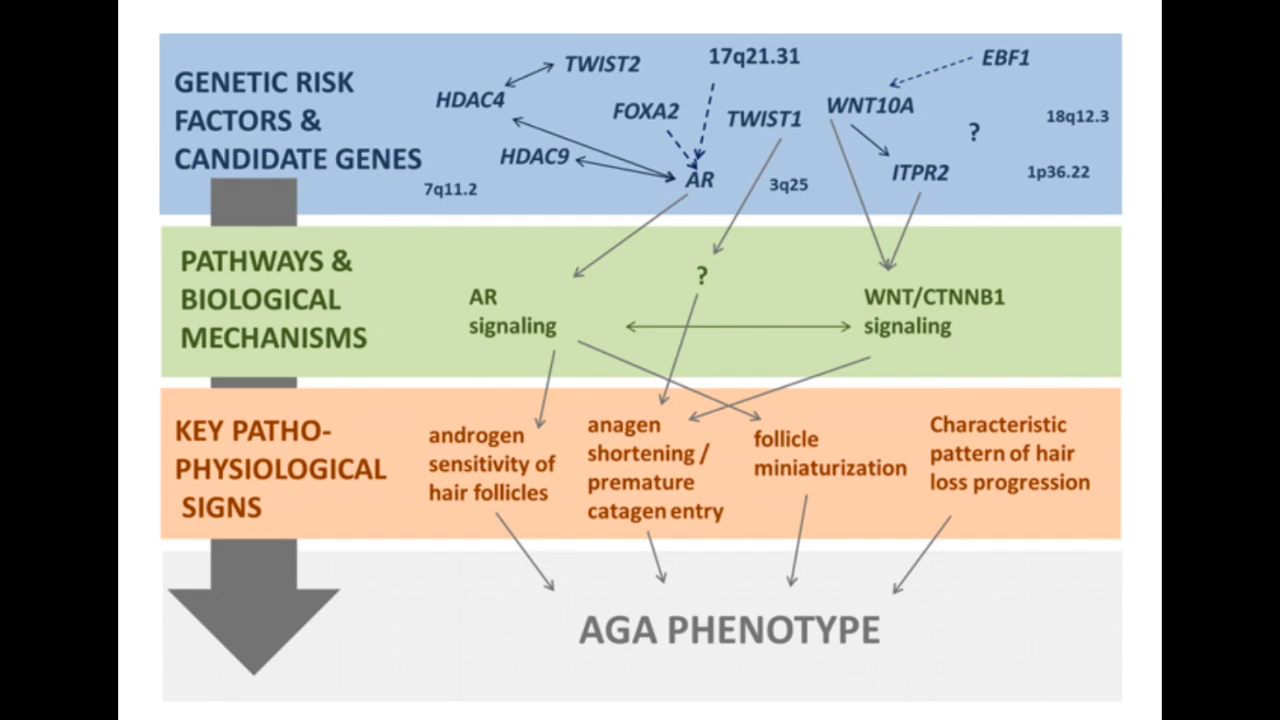 GENETIC RISK
FACTORS &
CANDIDATE GENES
TWIST2
17q21.31
EBF1
HDAC4
FOXA2
TWIST1
WNT10A
18q12.3
?
HDAC9
AR
ITPR2
1p36.22
7q11.2
3q25
PATHWAYS &
BIOLOGICAL
MECHANISMS
AR
signaling
?
WNT/CTNNB1
signaling
KEY PATHO-
PHYSIOLOGICAL
SIGNS
androgen
sensitivity of
hair follicles
anagen
shortening /
premature
catagen entry
follicle
miniaturization
Characteristic
pattern of hair
loss progression
AGA PHENOTYPE